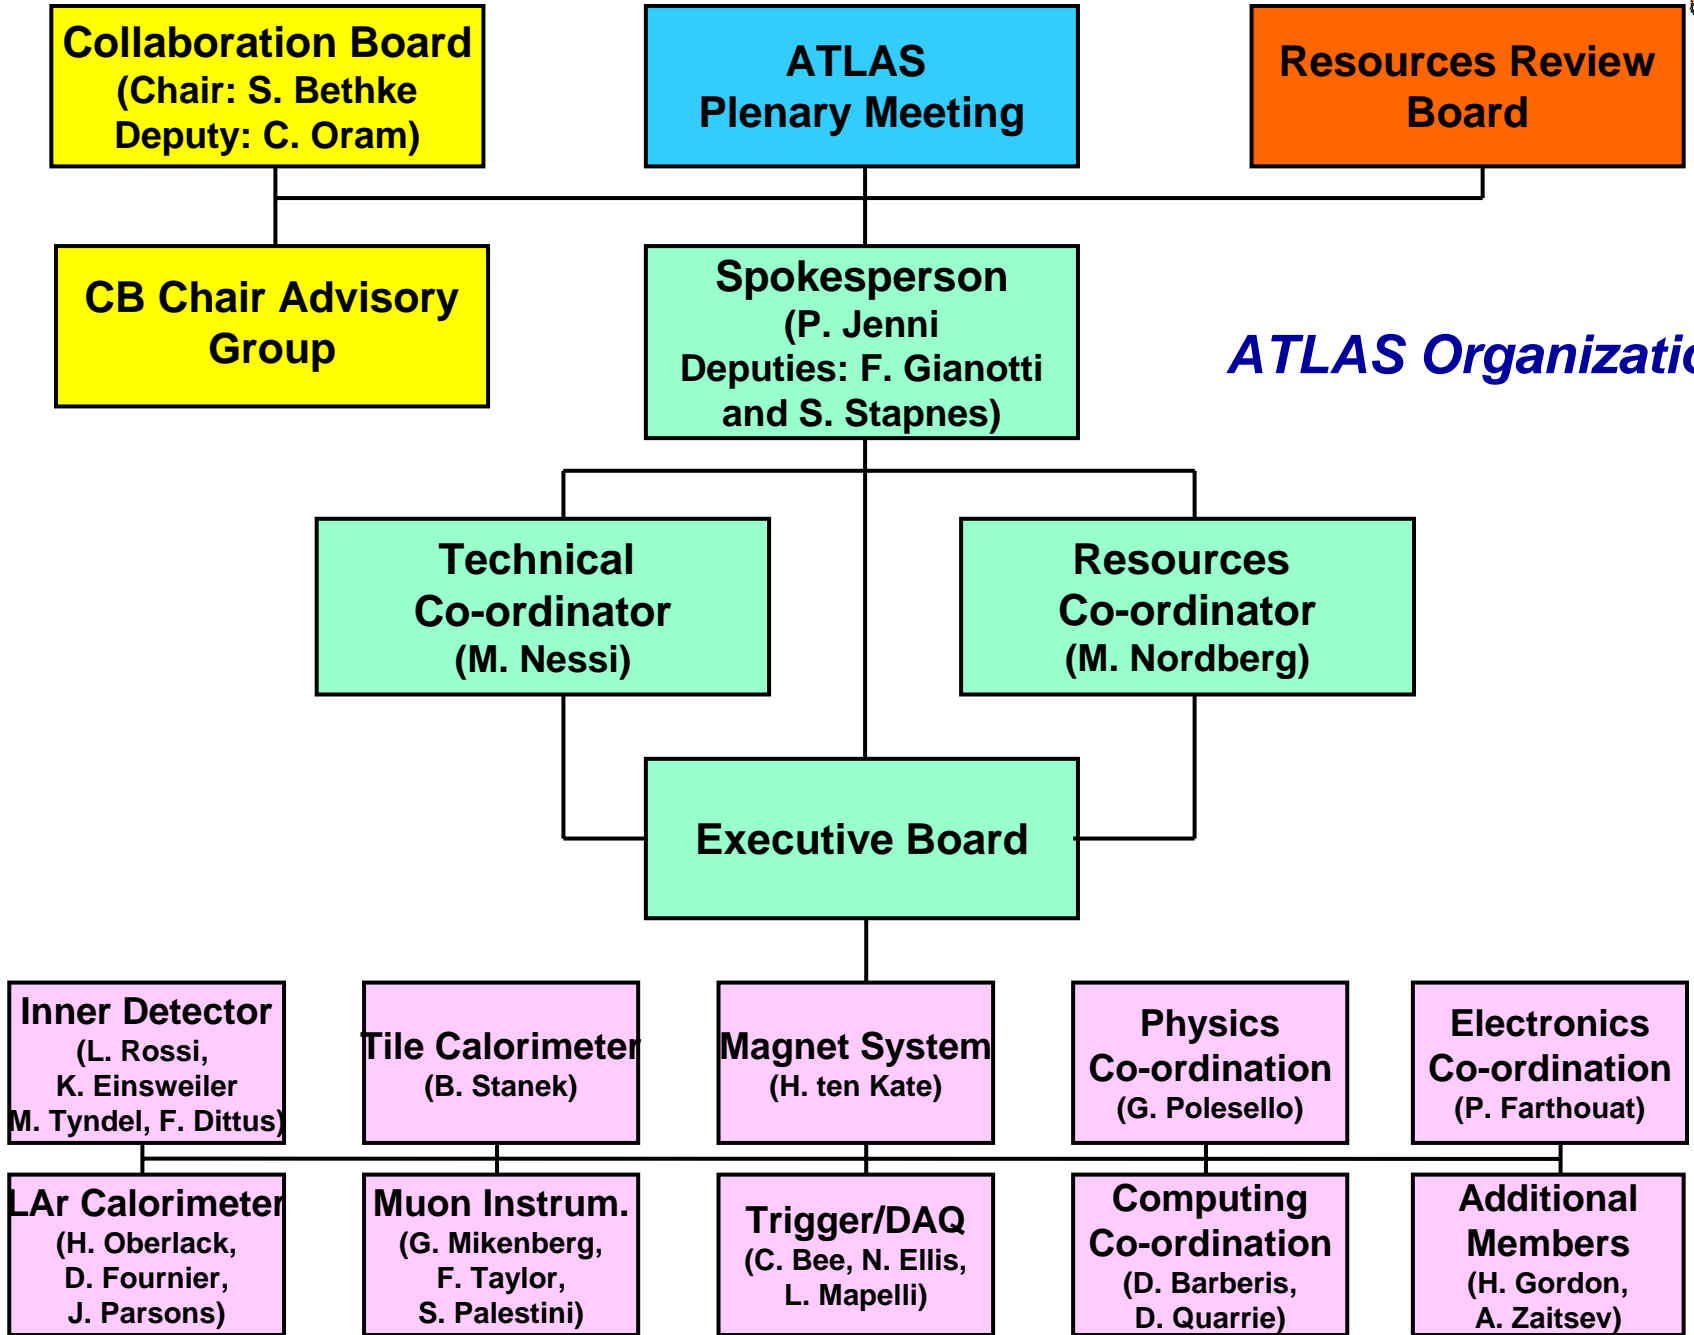 Collaboration Board
(Chair: S. Bethke
Deputy: C. Oram)
ATLAS
Plenary Meeting
Resources Review
Board
CB Chair Advisory
Group
Spokesperson
(P. Jenni
Deputies: F. Gianotti
and S. Stapnes)
ATLAS Organizatio
Technical
Co-ordinator
(M. Nessi)
Resources
Co-ordinator
(M. Nordberg)
Executive Board
Inner Detector
(L. Rossi,
K. Einsweiler
M. Tyndel, F. Dittus)
Tile Calorimeter
(B. Stanek)
Magnet System
(H. ten Kate)
Physics
Co-ordination
(G. Polesello)
Electronics
Co-ordination
(P. Farthouat)
LAr Calorimeter
(H. Oberlack,
D. Fournier,
J. Parsons)
Muon Instrum.
(G. Mikenberg,
F. Taylor,
S. Palestini)
Trigger/DAQ
(C. Bee, N. Ellis,
L. Mapelli)
Computing
Co-ordination
(D. Barberis,
D. Quarrie)
Additional
Members
(H. Gordon,
A. Zaitsev)